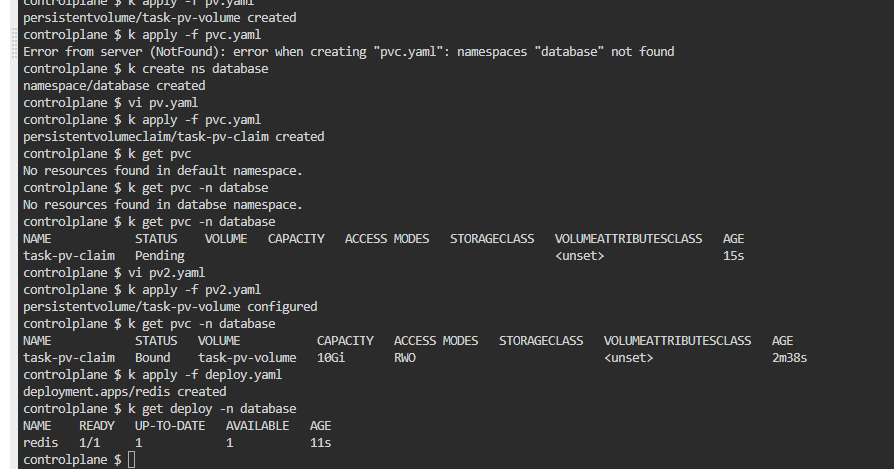 controlplane $ k apply -f pv.yaml
persistentvolume/task-pv-volume created
controlplane $ k apply -f pvc.yaml
Error from server (NotFound): error when creating "pvc.yaml": namespaces "database" not found
controlplane $ k create ns database
namespace/database created
controlplane $ vi pv.yaml
controlplane $ k apply -f pvc.yaml
persistentvolumeclaim/task-pv-claim created
controlplane $ k get pvc
No resources found in default namespace.
controlplane $ k get pvc -n databse
No resources found in databse namespace.
controlplane $ k get pvc -n database
NAME STATUS VOLUME CAPACITY ACCESS MODES STORAGECLASS VOLUMEATTRIBUTESCLASS AGE
task-pv-claim Pending <unset> 15s
controlplane $ vi pv2.yaml
controlplane $ k apply -f pv2.yaml
persistentvolume/task-pv-volume configured
controlplane $ k get pvc -n database
NAME STATUS VOLUME CAPACITY ACCESS MODES STORAGECLASS VOLUMEATTRIBUTESCLASS AGE
task-pv-claim Bound task-pv-volume 10Gi RWO <unset> 2m38s
controlplane $ k apply -f deploy.yaml
deployment.apps/redis created
controlplane $ k get deploy -n database
NAME READY UP-TO-DATE AVAILABLE AGE
redis 1/1 1 1 11s
controlplane $